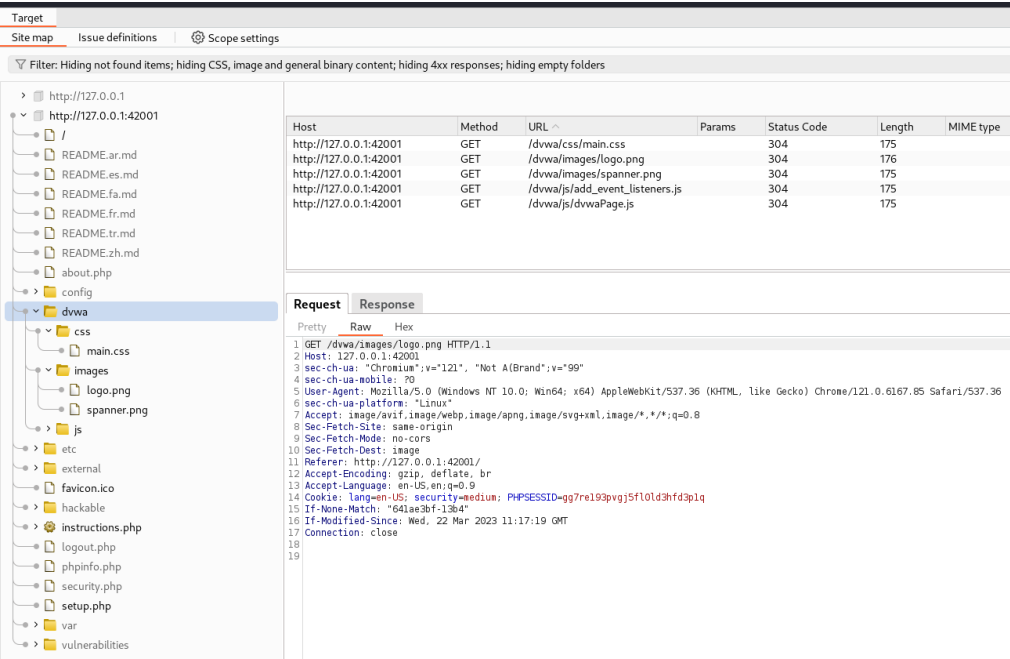 Target
Site map Issue definitions Scope settings
Filter: Hiding not found items; hiding CSS, image and general binary content; hiding 4xx responses; hiding empty folders
http://127.0.0.1
http://127.0.0.1:42001
/
README.ar.md
README.es.md
README.fa.md
README.fr.md
README.tr.md
README.zh.md
about.php
config
dvwa
css
main.css
images
logo.png
spanner.png
js
etc
external
favicon.ico
hackable
instructions.php
logout.php
phpinfo.php
security.php
setup.php
var
vulnerabilities
Host Method URL Params Status Code Length MIME type
http://127.0.0.1:42001 GET /dvwa/css/main.css 304 175
http://127.0.0.1:42001 GET /dvwa/images/logo.png 304 176
http://127.0.0.1:42001 GET /dvwa/images/spanner.png 304 175
http://127.0.0.1:42001 GET /dvwa/js/add_event_listeners.js 304 175
http://127.0.0.1:42001 GET /dvwa/js/dvwaPage.js 304 175
Request Response
Pretty Raw Hex
1 GET /dvwa/images/logo.png HTTP/1.1
2 Host: 127.0.0.1:42001
3 sec-ch-ua: "Chromium";v="121", "Not A(Brand";v="99"
4 sec-ch-ua-mobile: ?0
5 User-Agent: Mozilla/5.0 (Windows NT 10.0; Win64; x64) AppleWebKit/537.36 (KHTML, like Gecko) Chrome/121.0.6167.85 Safari/537.36
6 sec-ch-ua-platform: "Linux"
7 Accept: image/avif,image/webp,image/apng,image/svg+xml,image/*,*/*;q=0.8
8 Sec-Fetch-Site: same-origin
9 Sec-Fetch-Mode: no-cors
10 Sec-Fetch-Dest: image
11 Referer: http://127.0.0.1:42001/
12 Accept-Encoding: gzip, deflate, br
13 Accept-Language: en-US,en;q=0.9
14 Cookie: lang=en-US; security=medium; PHPSESSID=gg7rel93pvgj5flOld3hfd3plq
15 If-None-Match: "641ae3bf-13b4"
16 If-Modified-Since: Wed, 22 Mar 2023 11:17:19 GMT
17 Connection: close
18
19